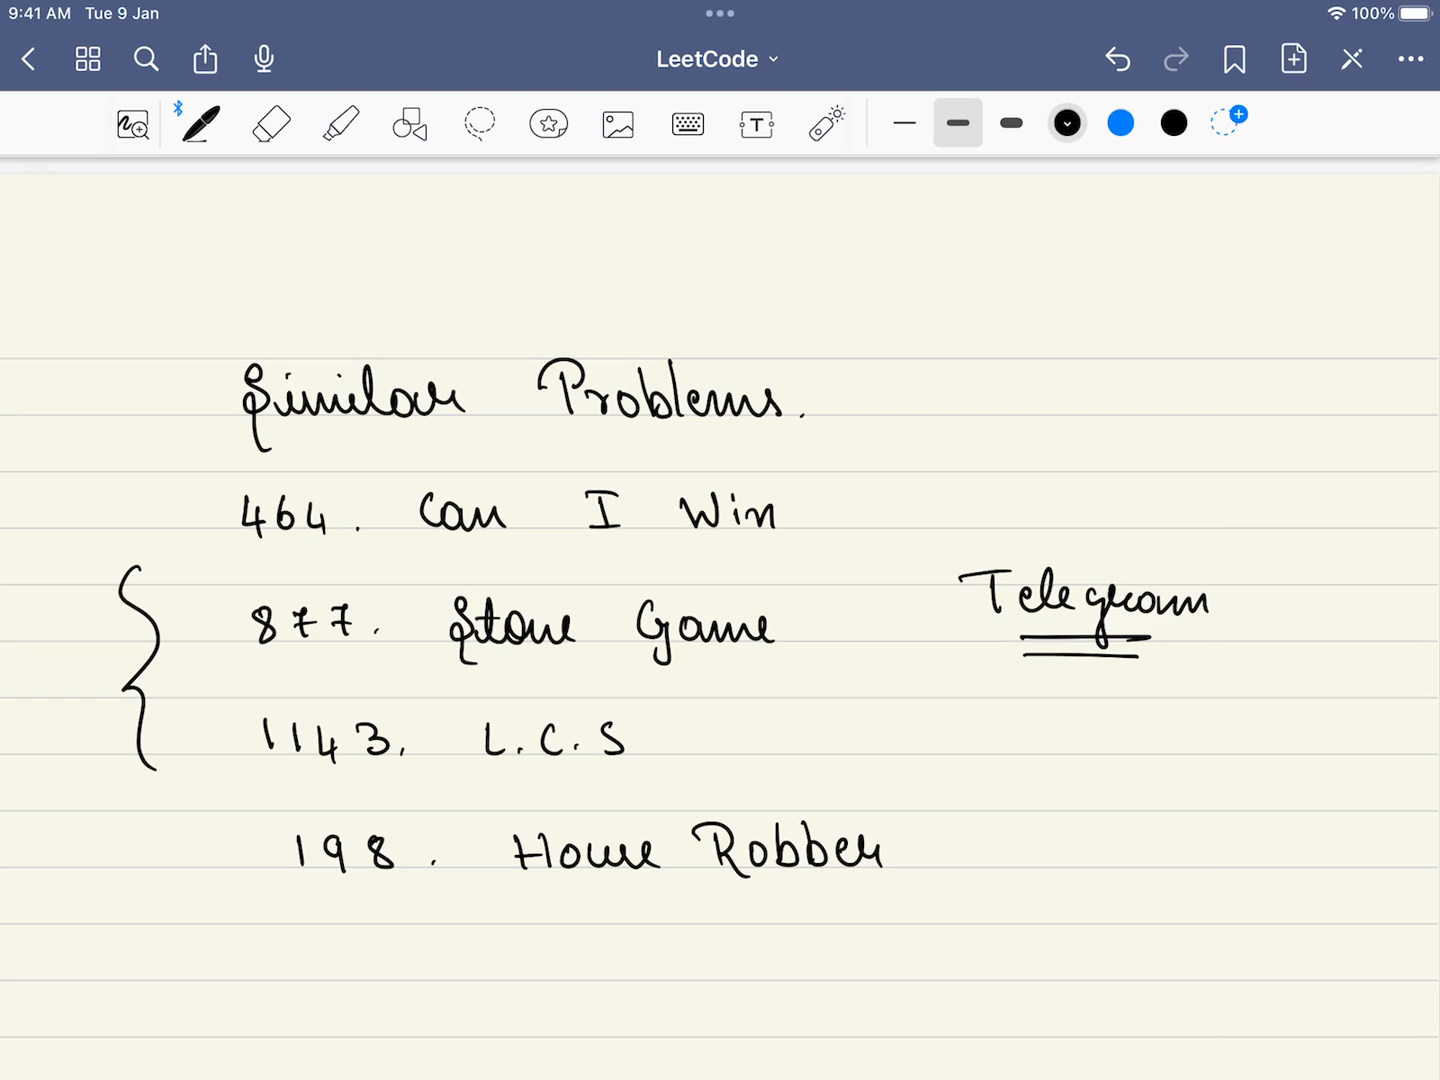 9:41 AM Tue 9 Jan
100%
LeetCode
T
Similar Problems.
464. Can I Win
877. Stone Game
Telegram
1143. L.C.S
198. House Robber